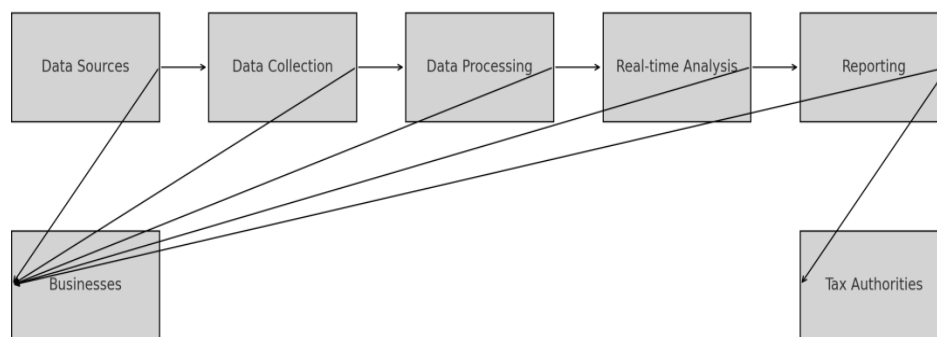 Data Sources
Data Collection
Data Processing
Real-time Analysis
Reporting
Businesses
Tax Authorities